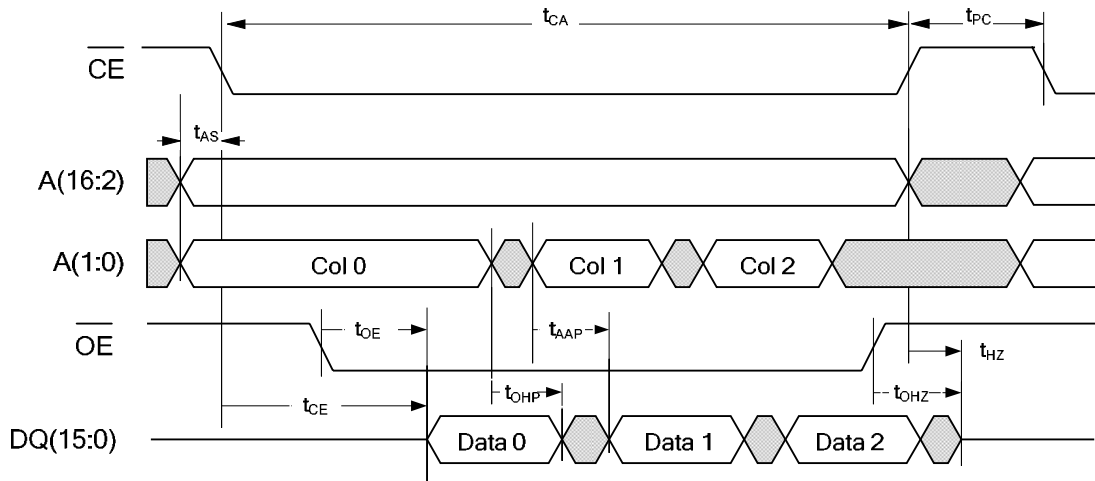 tCA
tPC
CE
tAS
A(16:2)
A(1:0)
Col 0
Col 1
Col 2
OE
tOE
tAAP
tHZ
tCE
tOHP
tOHZ
DQ(15:0)
Data 0
Data 1
Data 2